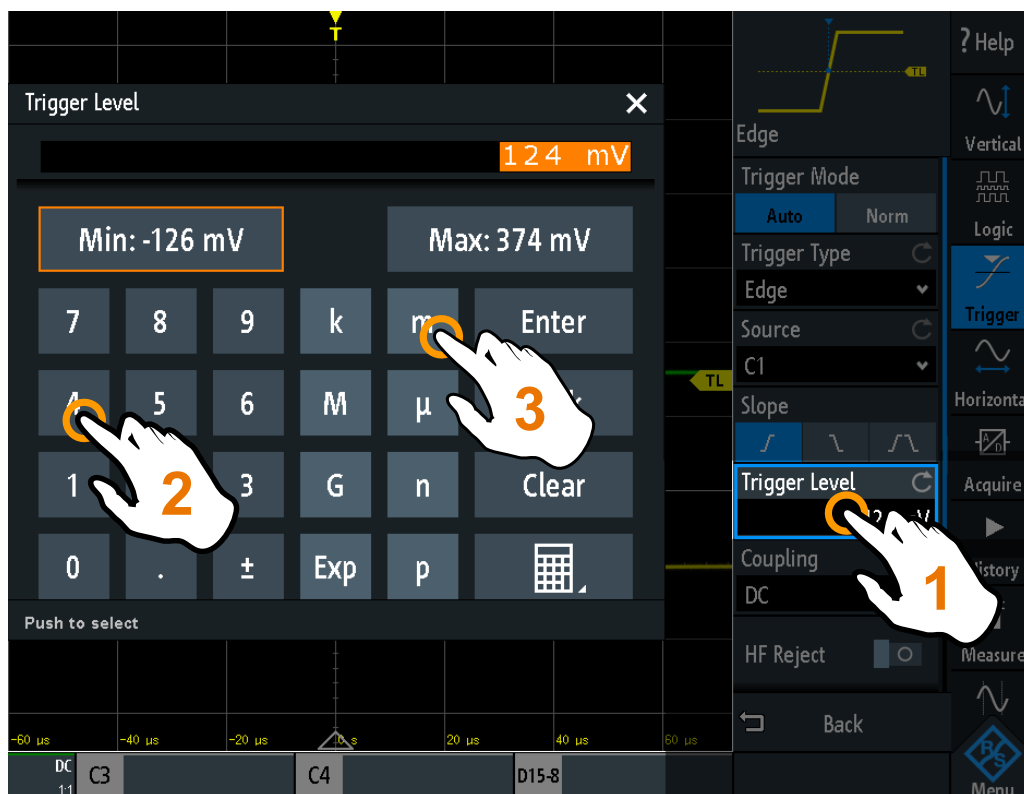 T
Trigger Level
124 mV
Min: -126 mV
Max: 374 mV
7 8 9 k m Enter
4 5 6 M µ
1 3 G n Clear
0 . ± Exp p
Push to select
1
2
3
TL
-60 µs -40 µs -20 µs 0 s 20 µs 40 µs 60 µs
DC
1:1
C3
C4
D15-8
TL
Edge
Trigger Mode
Auto Norm
Trigger Type
Edge
Source
C1
Slope
Trigger Level
Coupling
DC
HF Reject
Back
? Help
Vertical
Logic
Trigger
Horizonta
Acquire
Measure
R&S
Menu